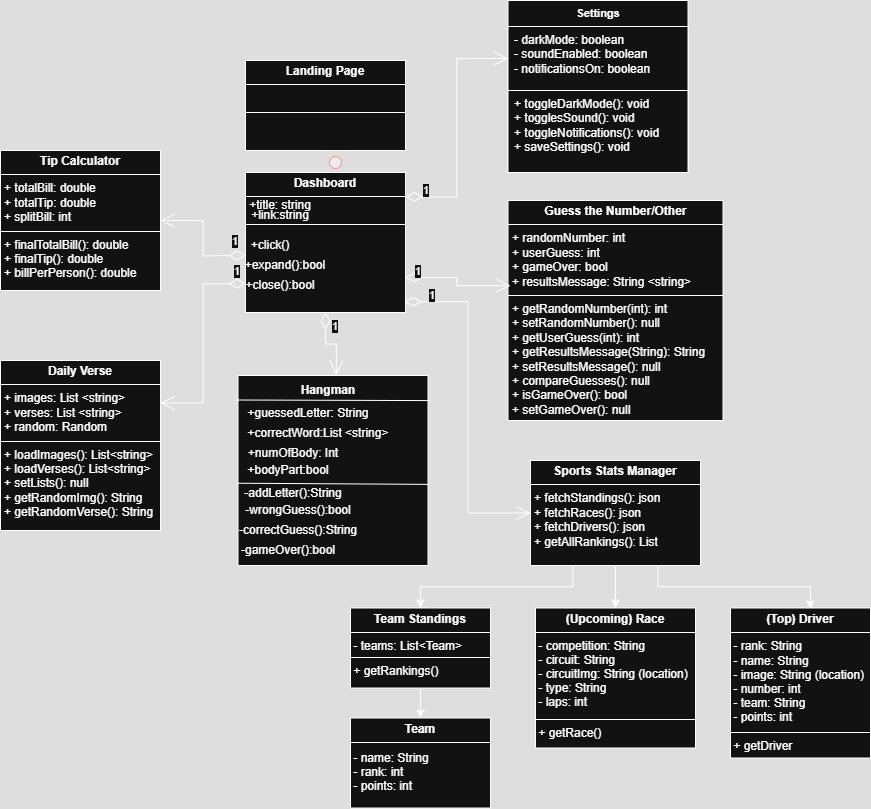 Settings
- darkMode: boolean
- soundEnabled: boolean
- notificationsOn: boolean
+ toggleDarkMode(): void
+ togglesSound(): void
+ toggleNotifications(): void
+ saveSettings(): void
Landing Page
Tip Calculator
+ totalBill: double
+ totalTip: double
+ splitBill: int
+ finalTotalBill(): double
+ finalTip(): double
+ billPerPerson(): double
Dashboard
+title: string
+link:string
+click()
+expand():bool
+close():bool
1
1
1
1
1
1
Guess the Number/Other
+ randomNumber: int
+ userGuess: int
+ gameOver: bool
+ resultsMessage: String <string>
+ getRandomNumber(int): int
+ setRandomNumber(): null
+ getUserGuess(int): int
+ getResultsMessage(String): String
+ setResultsMessage(): null
+ compareGuesses(): null
+ isGameOver(): bool
+ setGameOver(): null
Daily Verse
+ images: List <string>
+ verses: List <string>
+ random: Random
+ loadImages(): List<string>
+ loadVerses(): List<string>
+ setLists(): null
+ getRandomImg(): String
+ getRandomVerse(): String
Hangman
+guessedLetter: String
+correctWord:List <string>
+numOfBody: Int
+bodyPart:bool
-addLetter():String
-wrongGuess():bool
-correctGuess():String
-gameOver():bool
Sports Stats Manager
+ fetchStandings(): json
+ fetchRaces(): json
+ fetchDrivers(): json
+ getAllRankings(): List
Team Standings
- teams: List<Team>
+ getRankings()
(Upcoming) Race
- competition: String
- circuit: String
- circuitImg: String (location)
- type: String
- laps: int
+ getRace()
(Top) Driver
- rank: String
- name: String
- image: String (location)
- number: int
- team: String
- points: int
+ getDriver
Team
- name: String
- rank: int
- points: int